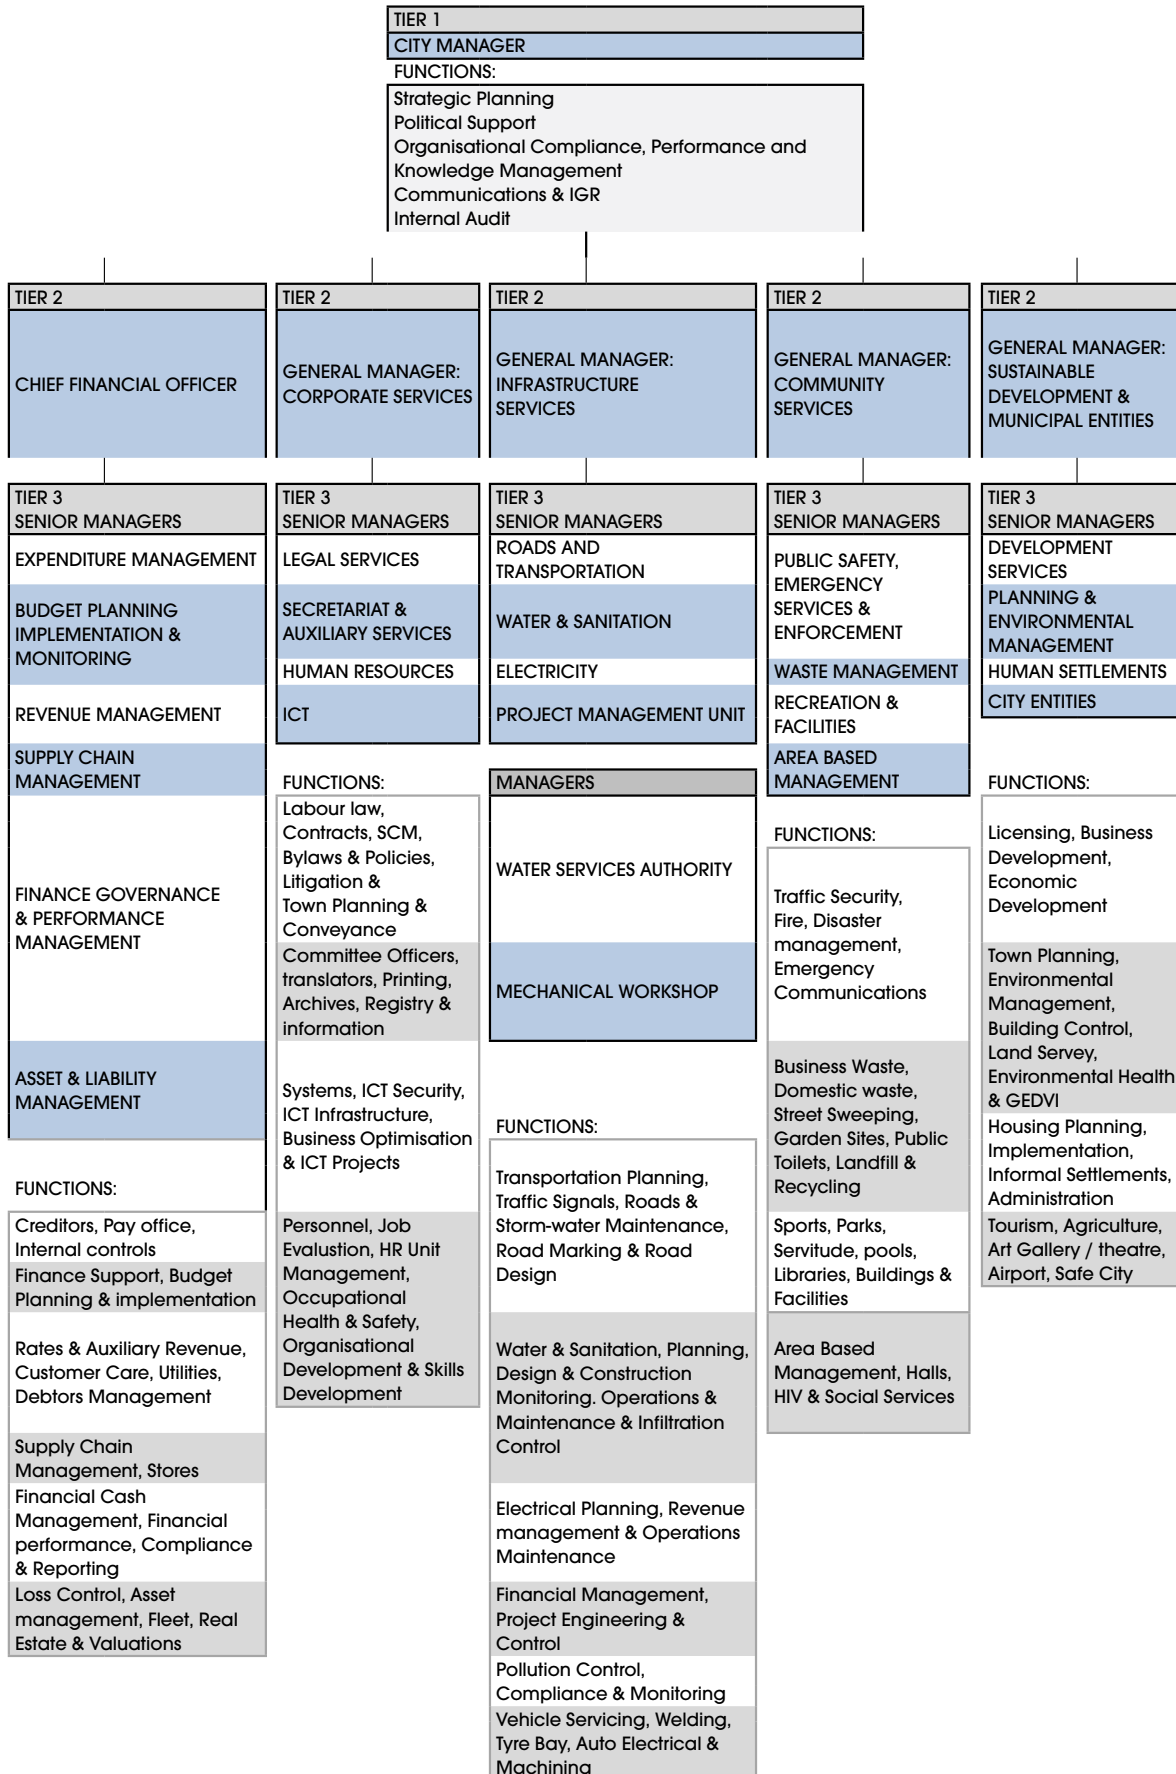 TIER 1
CITY MANAGER
FUNCTIONS:
Strategic Planning
Political Support
Organisational Compliance, Performance and
Knowledge Management
Communications & IGR
Internal Audit
TIER 2
CHIEF FINANCIAL OFFICER
TIER 3
SENIOR MANAGERS
EXPENDITURE MANAGEMENT
BUDGET PLANNING
IMPLEMENTATION &
MONITORING
REVENUE MANAGEMENT
SUPPLY CHAIN
MANAGEMENT
FINANCE GOVERNANCE
& PERFORMANCE
MANAGEMENT
ASSET & LIABILITY
MANAGEMENT
FUNCTIONS:
Creditors, Pay office,
Internal controls
Finance Support, Budget
Planning & implementation
Rates & Auxiliary Revenue,
Customer Care, Utilities,
Debtors Management
Supply Chain
Management, Stores
Financial Cash
Management, Financial
performance, Compliance
& Reporting
Loss Control, Asset
management, Fleet, Real
Estate & Valuations
TIER 2
GENERAL MANAGER:
CORPORATE SERVICES
TIER 3
SENIOR MANAGERS
LEGAL SERVICES
SECRETARIAT &
AUXILIARY SERVICES
HUMAN RESOURCES
ICT
FUNCTIONS:
Labour law,
Contracts, SCM,
Bylaws & Policies,
Litigation &
Town Planning &
Conveyance
Committee Officers,
translators, Printing,
Archives, Registry &
information
Systems, ICT Security,
ICT Infrastructure,
Business Optimisation
& ICT Projects
Personnel, Job
Evaluation, HR Unit
Management,
Occupational
Health & Safety,
Organisational
Development & Skills
Development
TIER 2
GENERAL MANAGER:
INFRASTRUCTURE
SERVICES
TIER 3
SENIOR MANAGERS
ROADS AND
TRANSPORTATION
WATER & SANITATION
ELECTRICITY
PROJECT MANAGEMENT UNIT
MANAGERS
WATER SERVICES AUTHORITY
MECHANICAL WORKSHOP
FUNCTIONS:
Transportation Planning,
Traffic Signals, Roads &
Storm-water Maintenance,
Road Marking & Road
Design
Water & Sanitation, Planning,
Design & Construction
Monitoring. Operations &
Maintenance & Infiltration
Control
Electrical Planning, Revenue
management & Operations
Maintenance
Financial Management,
Project Engineering &
Control
Pollution Control,
Compliance & Monitoring
Vehicle Servicing, Welding,
Tyre Bay, Auto Electrical &
Machining
TIER 2
GENERAL MANAGER:
COMMUNITY
SERVICES
TIER 3
SENIOR MANAGERS
PUBLIC SAFETY,
EMERGENCY
SERVICES &
ENFORCEMENT
WASTE MANAGEMENT
RECREATION &
FACILITIES
AREA BASED
MANAGEMENT
FUNCTIONS:
Traffic Security,
Fire, Disaster
management,
Emergency
Communications
Business Waste,
Domestic waste,
Street Sweeping,
Garden Sites, Public
Toilets, Landfill &
Recycling
Sports, Parks,
Servitude, pools,
Libraries, Buildings &
Facilities
Area Based
Management, Halls,
HIV & Social Services
TIER 2
GENERAL MANAGER:
SUSTAINABLE
DEVELOPMENT &
MUNICIPAL ENTITIES
TIER 3
SENIOR MANAGERS
DEVELOPMENT
SERVICES
PLANNING &
ENVIRONMENTAL
MANAGEMENT
HUMAN SETTLEMENTS
CITY ENTITIES
FUNCTIONS:
Licensing, Business
Development,
Economic
Development
Town Planning,
Environmental
Management,
Building Control,
Land Servey,
Environmental Health
& GEDVI
Housing Planning,
Implementation,
Informal Settlements,
Administration
Tourism, Agriculture,
Art Gallery / theatre,
Airport, Safe City